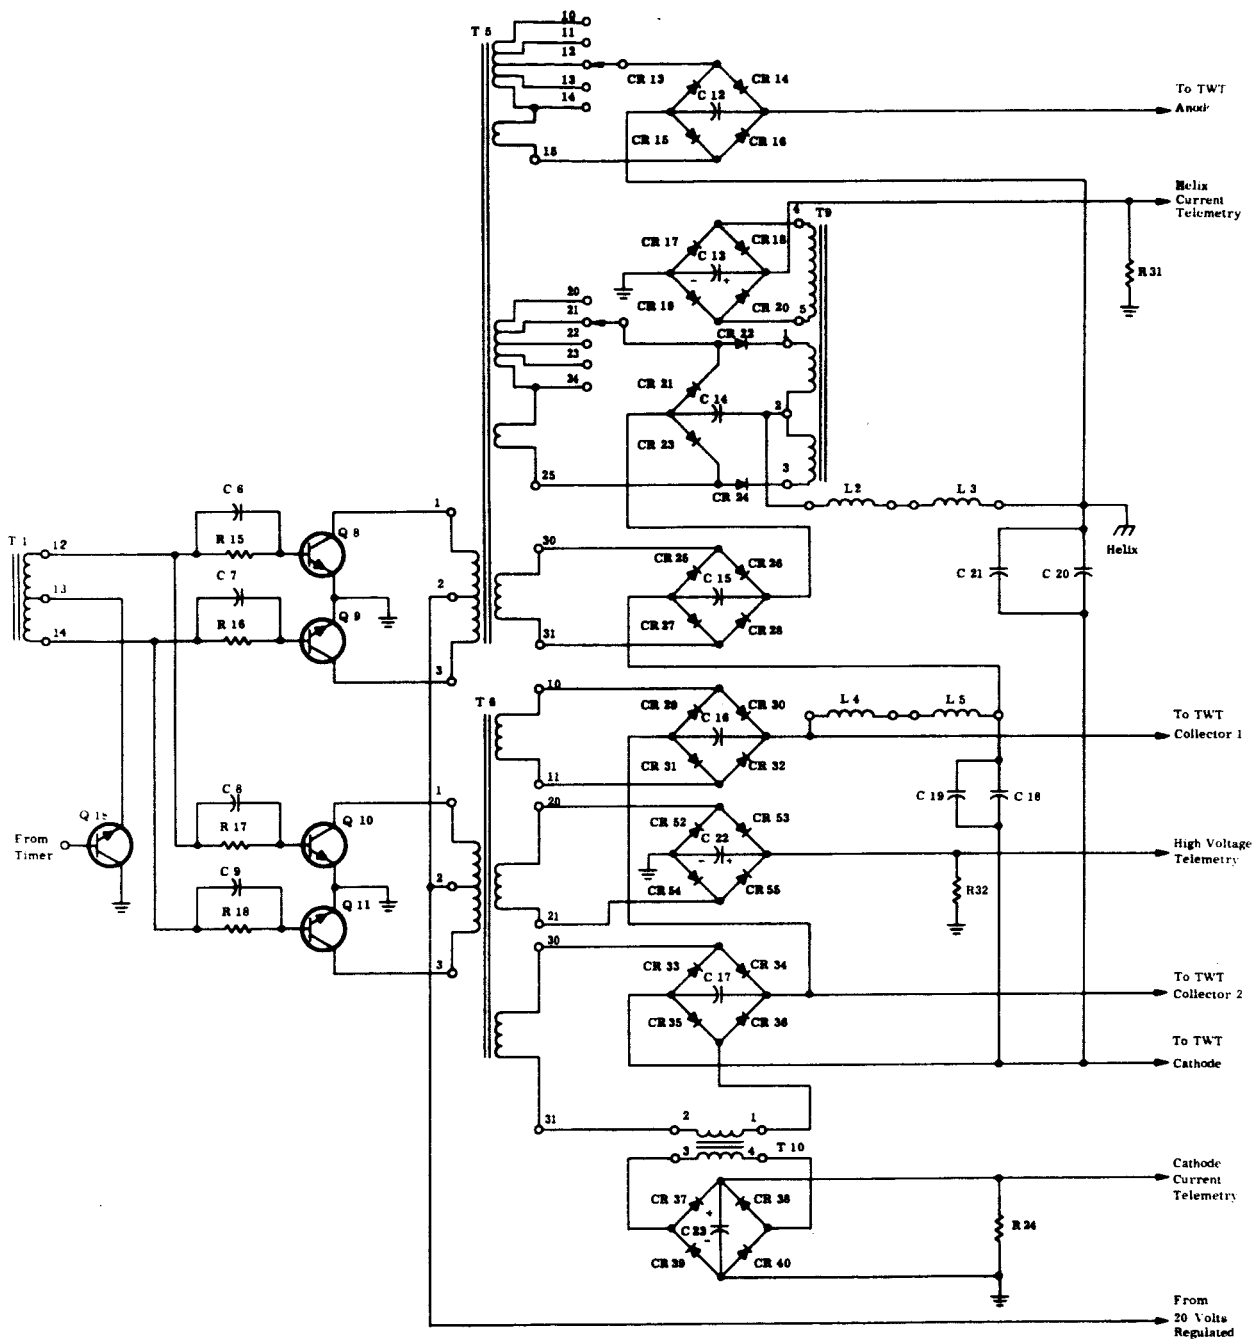 10
T 5
11
12
13
CR 13
CR 14
C 12
14
To TWT
Anode
CR 15
CR 16
15
Helix
Current
Telemetry
4
T9
CR 17
CR 18
C 13
- +
R 31
CR 19
CR 20
5
20
21
CR 22
1
22
23
CR 21
24
C 14
2
CR 23
25
3
CR 24
L 2
L 3
Helix
C 6
1
Q 8
T 1
12
R 15
30
CR 25
CR 26
C 7
2
C 15
C 21
C 20
13
14
R 16
Q 9
CR 27
CR 28
31
3
10
T 6
CR 29
CR 30
C 16
L 4
L 5
To TWT
Collector 1
CR 31
CR 32
11
C 8
1
20
C 19
C 18
Q 15
R 17
Q 10
CR 52
CR 53
From
Timer
C 22
- +
High Voltage
Telemetry
C 9
2
CR 54
CR 55
R32
R 18
Q 11
21
30
3
CR 33
CR 34
C 17
To TWT
Collector 2
CR 35
CR 36
To TWT
Cathode
31
2
1
3
4
T 10
Cathode
Current
Telemetry
CR 37
CR 38
+
C 23
-
R 24
CR 39
CR 40
From
20 Volts
Regulated